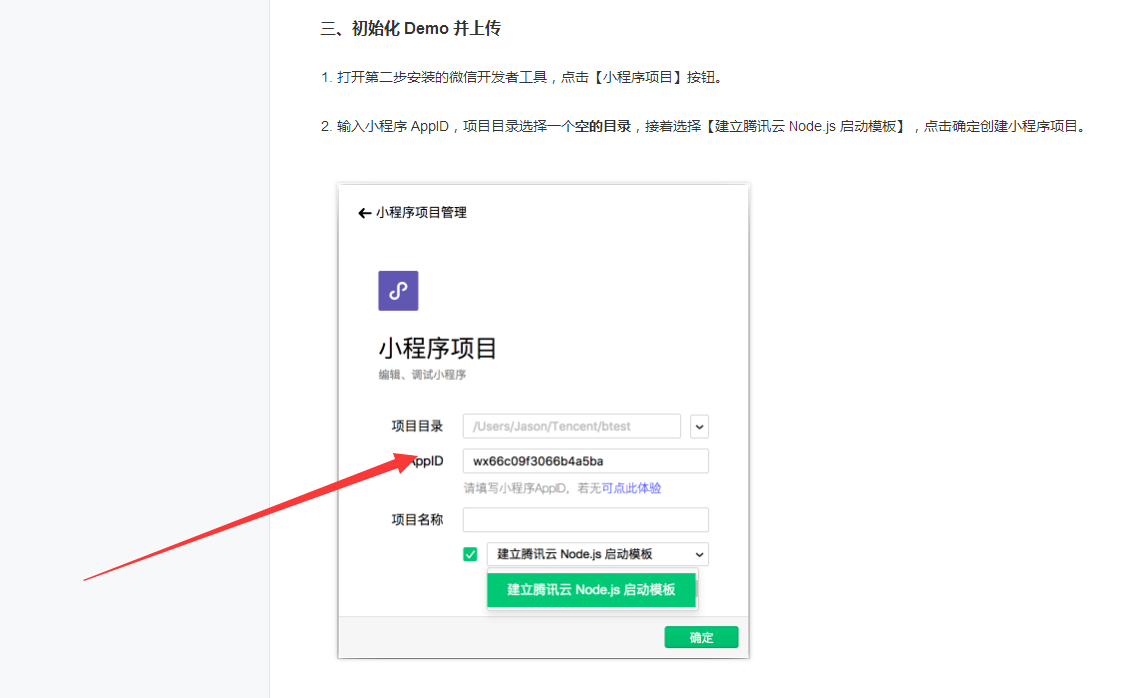 三、初始化 Demo 并上传
1. 打开第二步安装的微信开发者工具，点击【小程序项目】按钮。
2. 输入小程序 AppID，项目目录选择一个空的目录，接着选择【建立腾讯云 Node.js 启动模板】，点击确定创建小程序项目。
小程序项目管理
小程序项目
编辑、调试小程序
项目目录 /Users/Jason/Tencent/btest
AppID wx66c09f3066b4a5ba
请填写小程序AppID，若无可点此体验
项目名称
建立腾讯云 Node.js 启动模板
建立腾讯云 Node.js 启动模板
确定